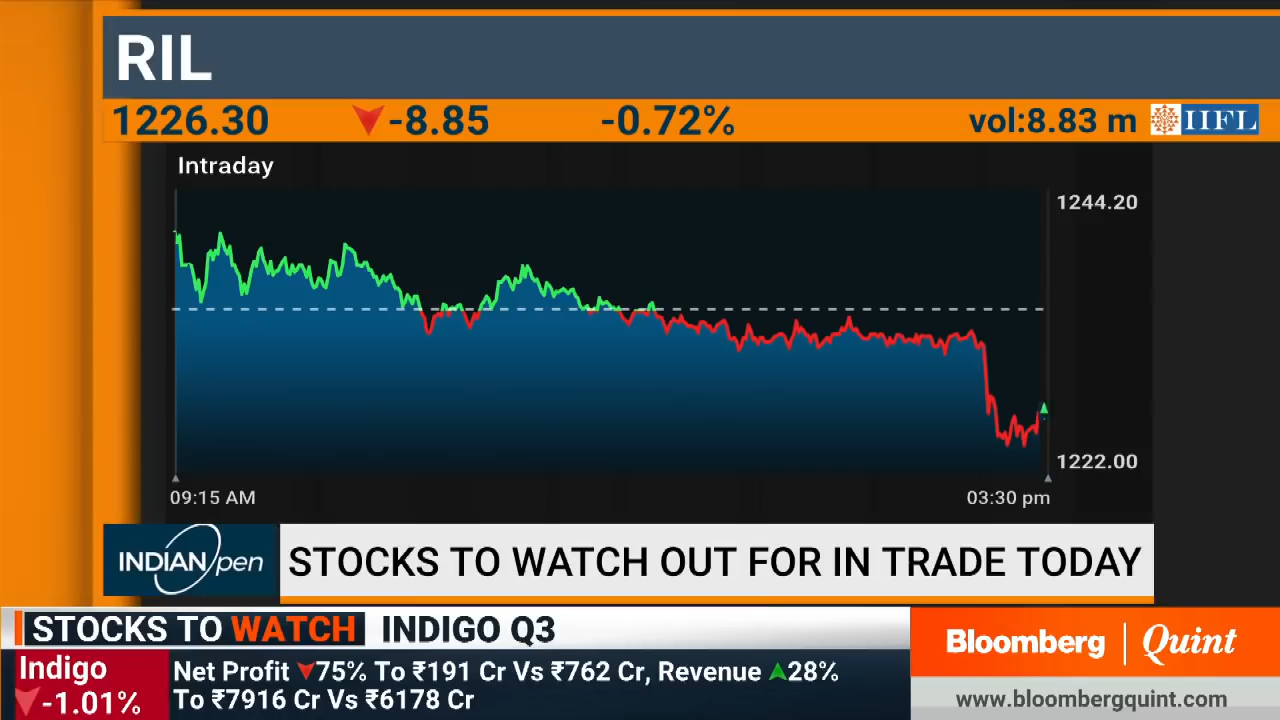 RIL
1226.30 -8.85 -0.72% vol:8.83 m IIFL
Intraday
1244.20
1222.00
09:15 AM 03:30 pm
INDIAN pen
STOCKS TO WATCH OUT FOR IN TRADE TODAY
STOCKS TO WATCH INDIGO Q3
Bloomberg | Quint
Indigo
-1.01%
Net Profit ▼75% To ₹191 Cr Vs ₹762 Cr, Revenue ▲28%
To ₹7916 Cr Vs ₹6178 Cr
www.bloombergquint.com